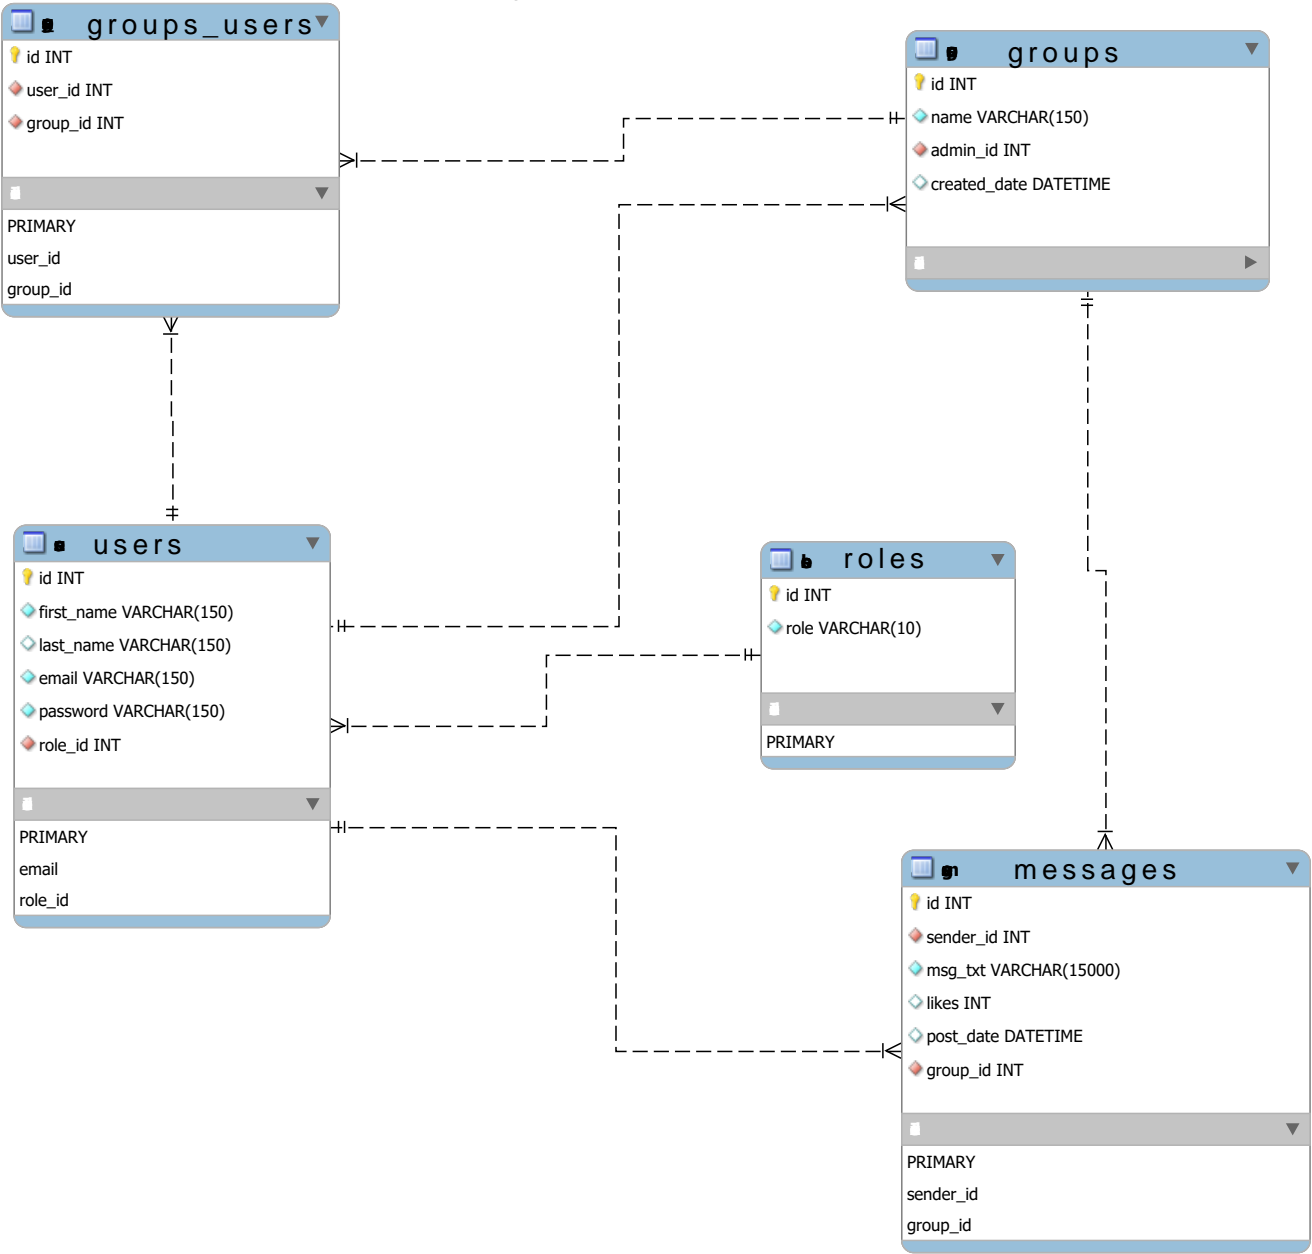 groups_users
id INT
user_id INT
group_id INT
PRIMARY
user_id
group_id
groups
id INT
name VARCHAR(150)
admin_id INT
created_date DATETIME
users
id INT
first_name VARCHAR(150)
last_name VARCHAR(150)
email VARCHAR(150)
password VARCHAR(150)
role_id INT
PRIMARY
email
role_id
roles
id INT
role VARCHAR(10)
PRIMARY
messages
id INT
sender_id INT
msg_txt VARCHAR(15000)
likes INT
post_date DATETIME
group_id INT
PRIMARY
sender_id
group_id